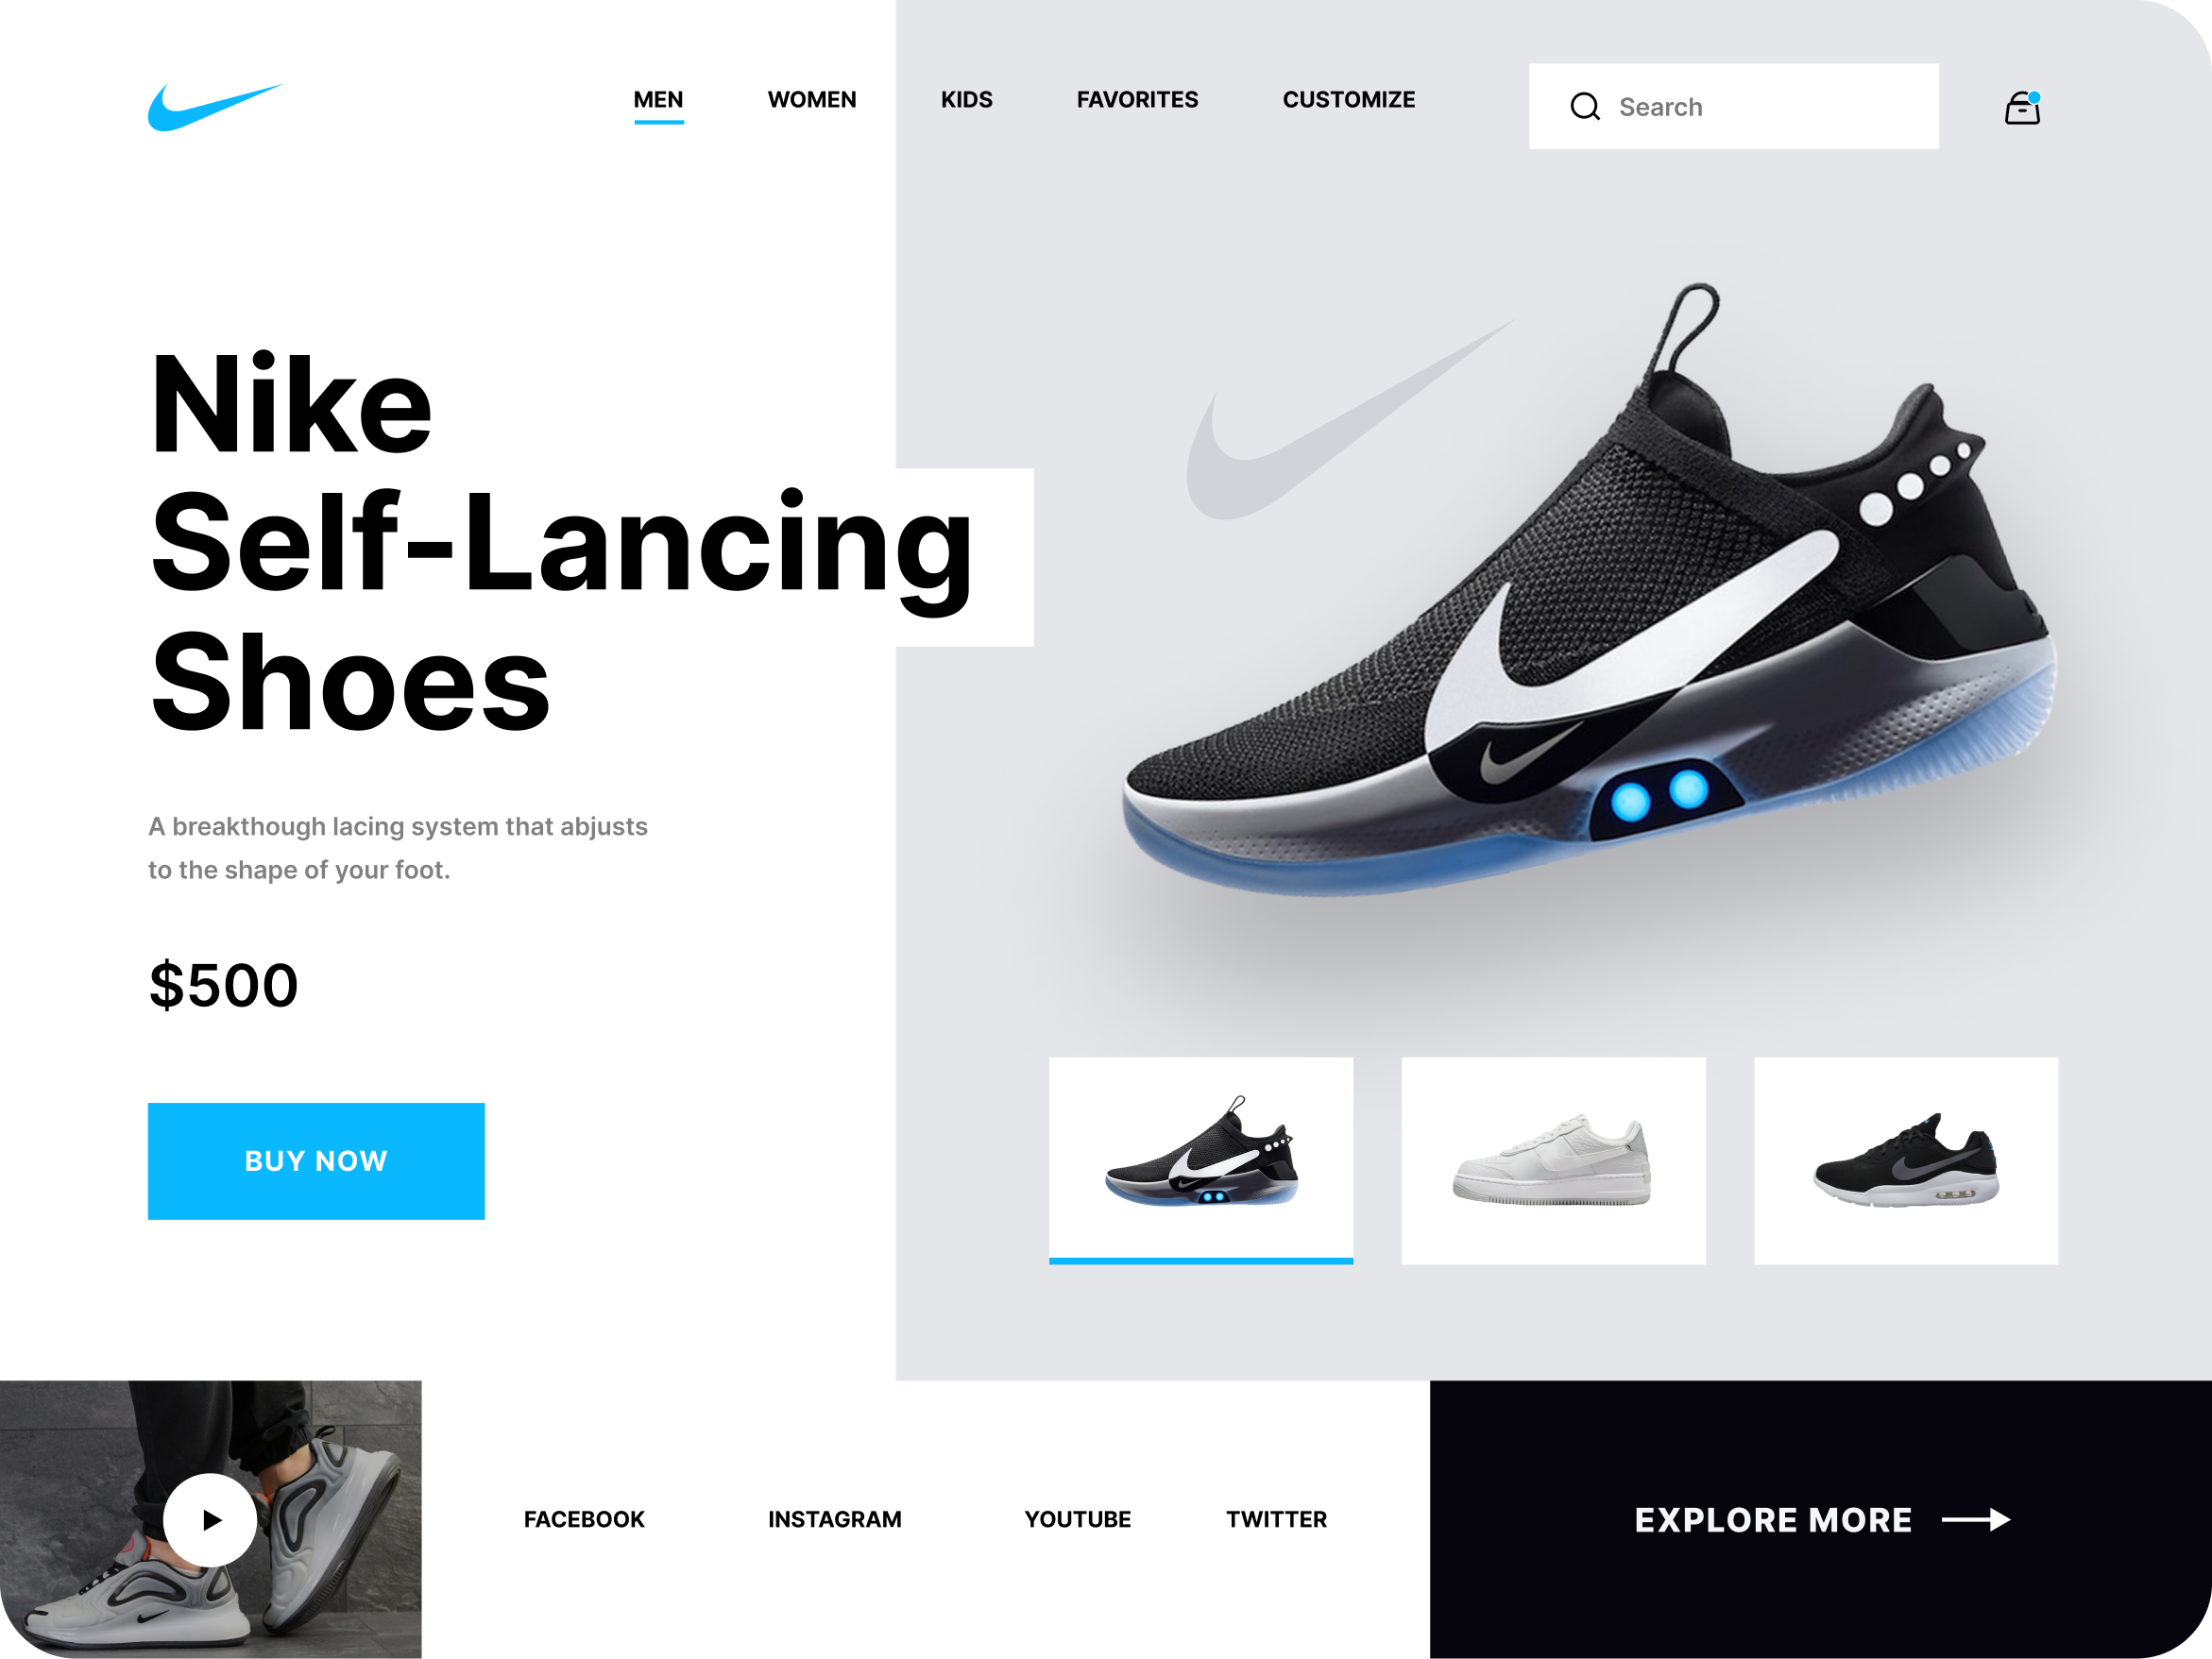 MEN WOMEN KIDS FAVORITES CUSTOMIZE Search
Nike
Self-Lancing
Shoes
A breakthough lacing system that abjusts
to the shape of your foot.
$500
BUY NOW
FACEBOOK INSTAGRAM YOUTUBE TWITTER EXPLORE MORE